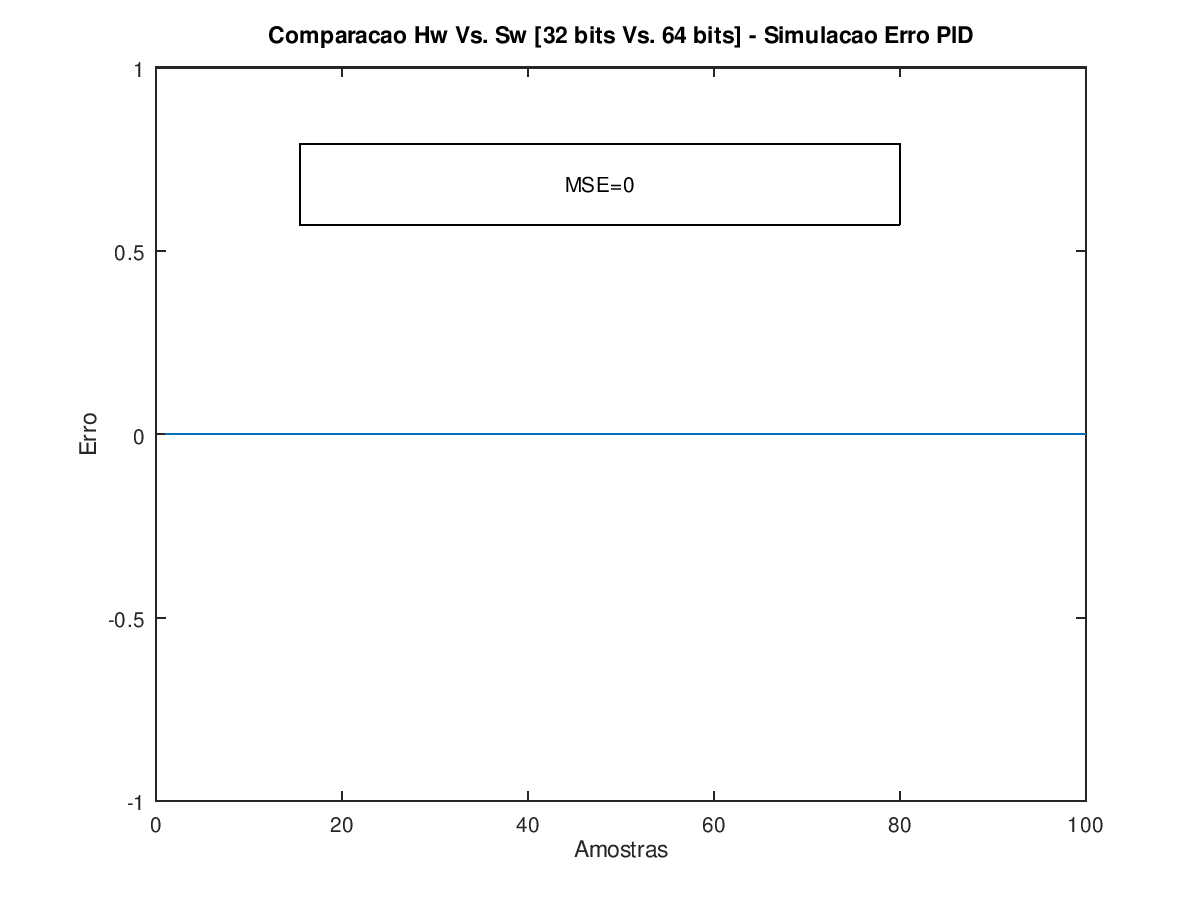 Comparacao Hw Vs. Sw [32 bits Vs. 64 bits] - Simulacao Erro PID
1
MSE=0
0.5
Erro
0
-0.5
-1
0 20 40 60 80 100
Amostras